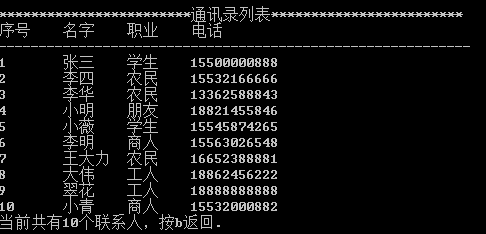 ***********************通讯录列表***********************
序号 名字 职业 电话
--------------------------------------------------------------------
1 张三 学生 15500000888
2 李四 农民 15532166666
3 李华 农民 13362588843
4 小明 朋友 18821455846
5 小薇 学生 15545874265
6 李明 商人 15563026548
7 王大力 农民 16652388881
8 大伟 工人 18862456222
9 翠花 工人 18888888888
10 小青 商人 15532000882
当前共有10个联系人，按b返回.